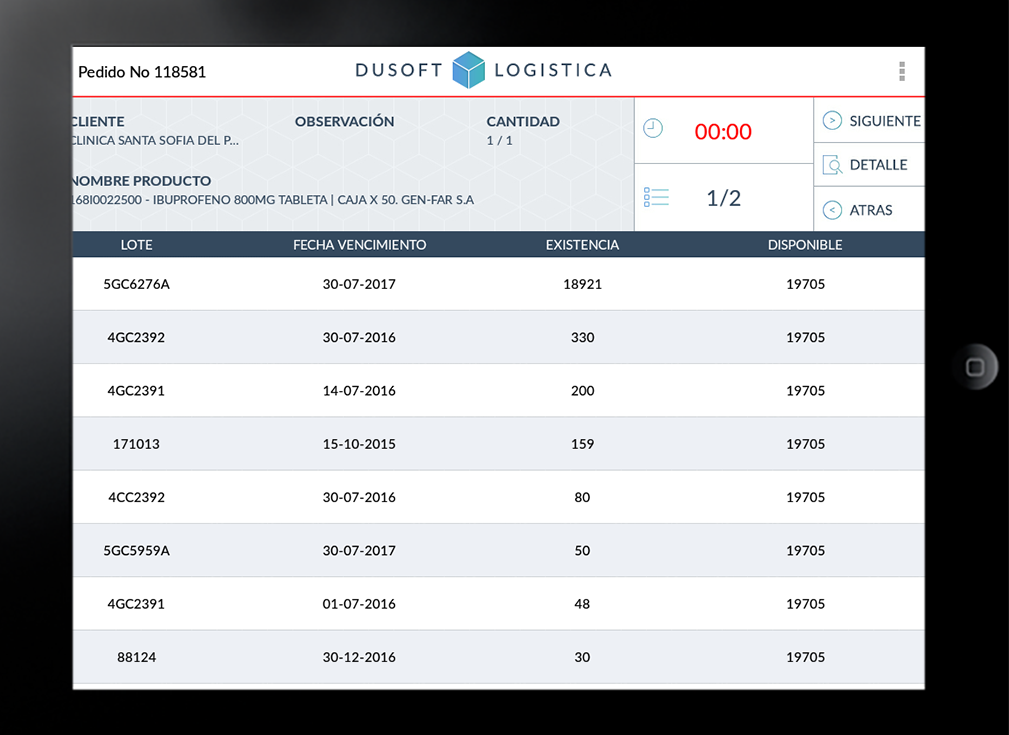 Pedido No 118581
DUSOFT LOGISTICA
CLIENTE OBSERVACIÓN CANTIDAD
CLINICA SANTA SOFIA DEL P... 1 / 1
NOMBRE PRODUCTO
168I0022500 - IBUPROFENO 800MG TABLETA | CAJA X 50. GEN-FAR S.A
00:00
1/2
SIGUIENTE
DETALLE
ATRAS
LOTE FECHA VENCIMIENTO EXISTENCIA DISPONIBLE
5GC6276A 30-07-2017 18921 19705
4GC2392 30-07-2016 330 19705
4GC2391 14-07-2016 200 19705
171013 15-10-2015 159 19705
4CC2392 30-07-2016 80 19705
5GC5959A 30-07-2017 50 19705
4GC2391 01-07-2016 48 19705
88124 30-12-2016 30 19705